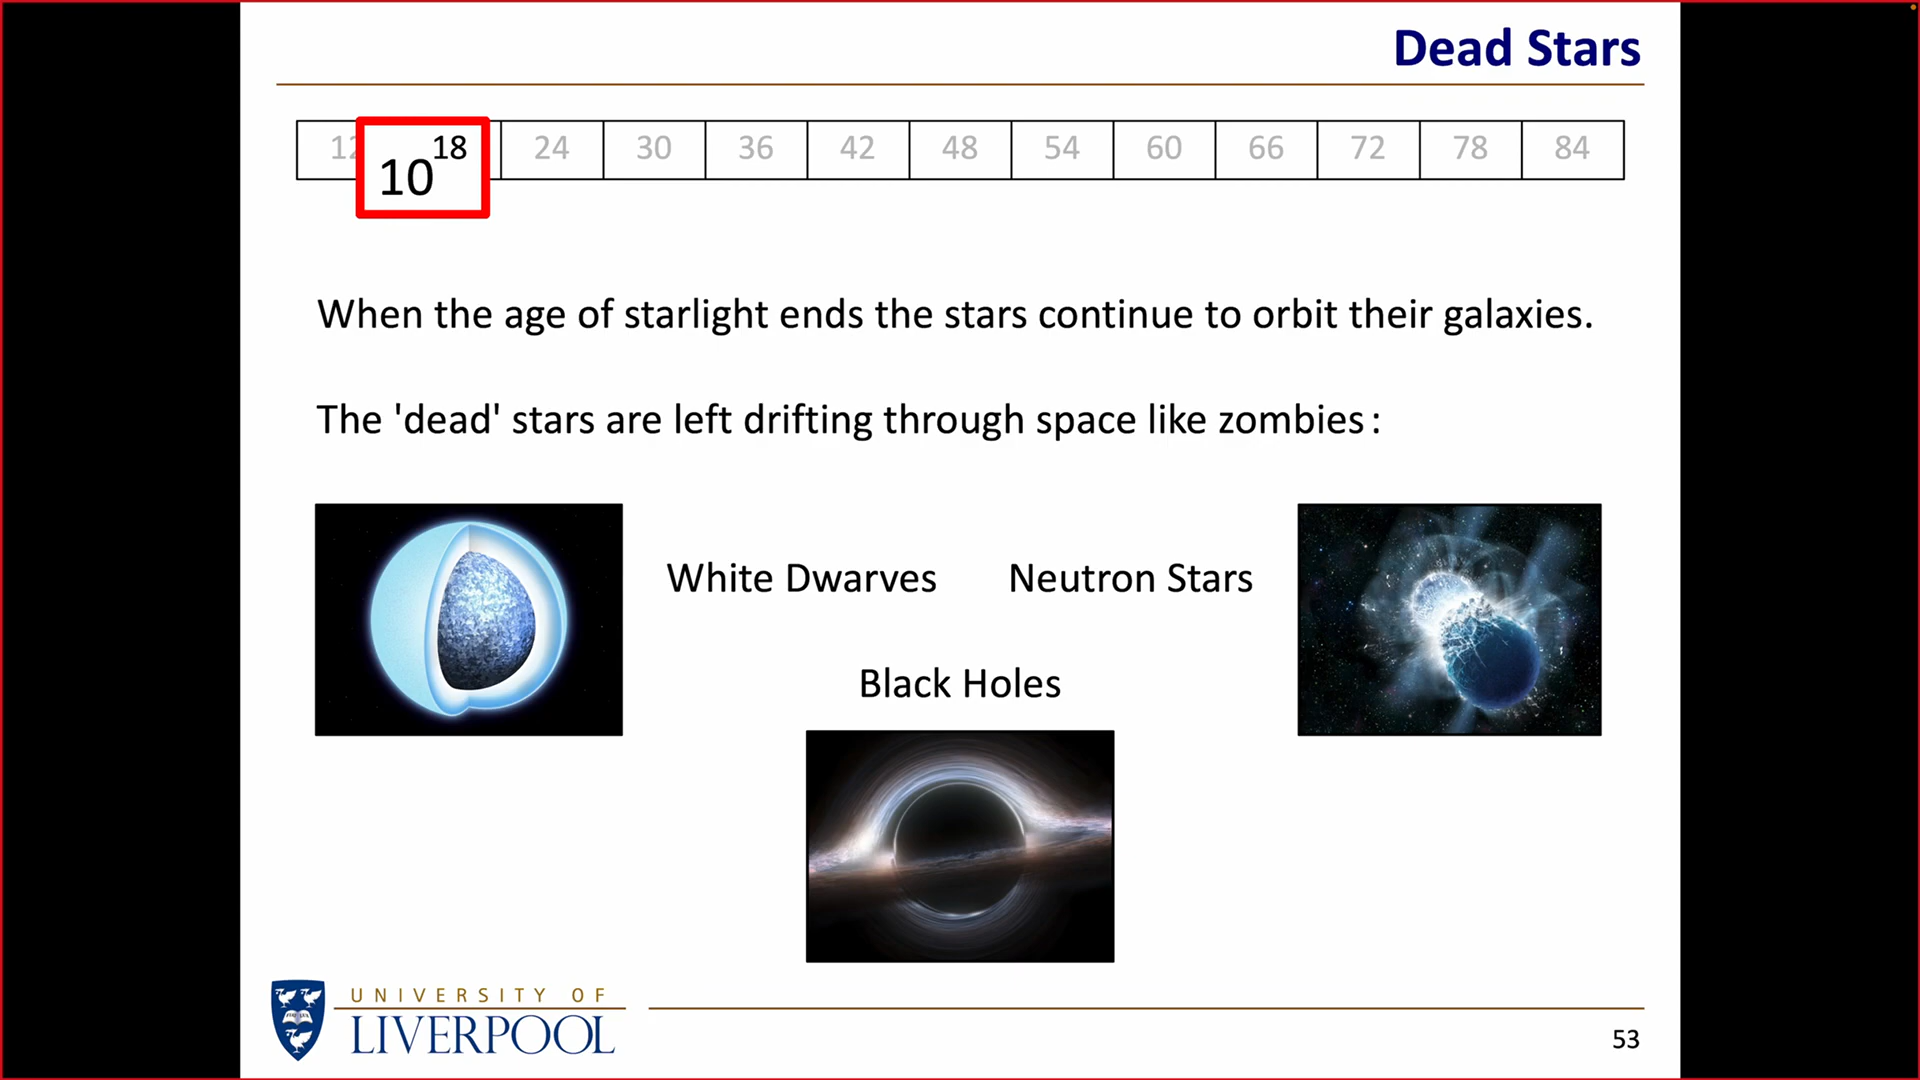 Dead Stars
12 10^18 24 30 36 42 48 54 60 66 72 78 84
When the age of starlight ends the stars continue to orbit their galaxies.
The 'dead' stars are left drifting through space like zombies:
White Dwarves Neutron Stars
Black Holes
UNIVERSITY OF
LIVERPOOL
53